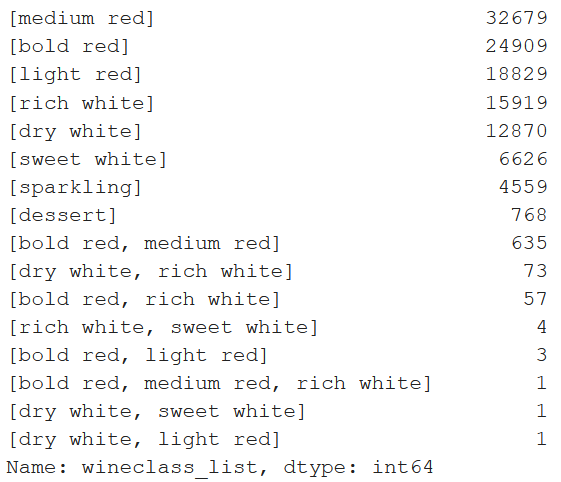 [medium red] 32679
[bold red] 24909
[light red] 18829
[rich white] 15919
[dry white] 12870
[sweet white] 6626
[sparkling] 4559
[dessert] 768
[bold red, medium red] 635
[dry white, rich white] 73
[bold red, rich white] 57
[rich white, sweet white] 4
[bold red, light red] 3
[bold red, medium red, rich white] 1
[dry white, sweet white] 1
[dry white, light red] 1
Name: wineclass_list, dtype: int64